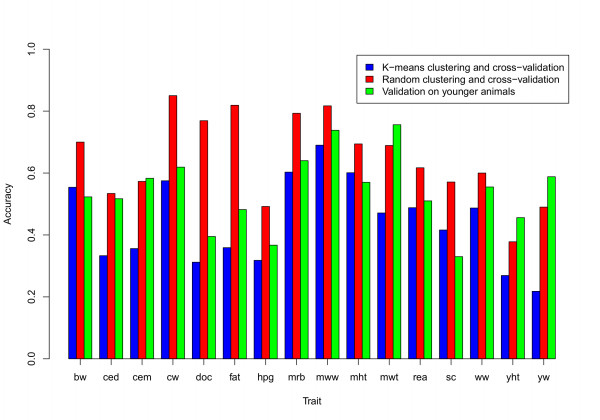 K-means clustering and cross-validation
Random clustering and cross-validation
Validation on younger animals
Accuracy
1.0
0.8
0.6
0.4
0.2
0.0
bw ced cem cw doc fat hpg mrb mww mht mwt rea sc ww yht yw
Trait